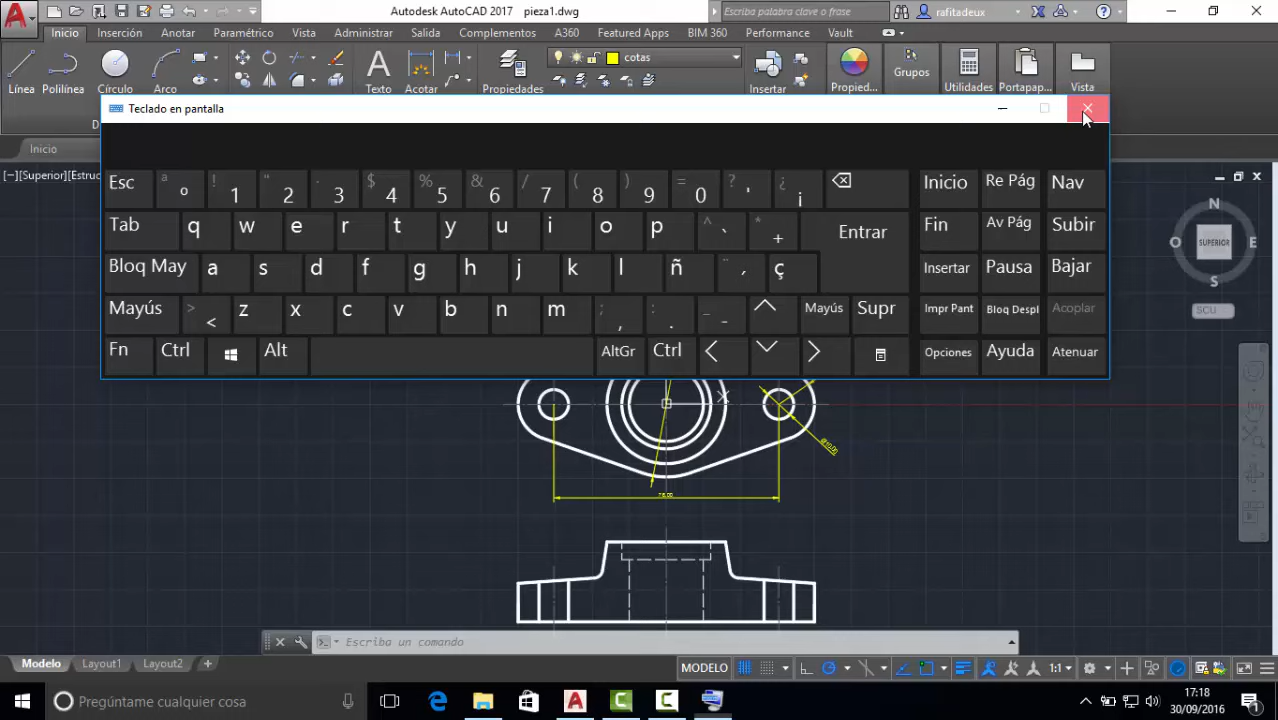 Autodesk AutoCAD 2017 pieza1.dwg
Escriba palabra clave o frase
rafitadeux
Inicio Inserción Anotar Paramétrico Vista Administrar Salida Complementos A360 Featured Apps BIM 360 Performance Vault
cotas
Línea Polilínea Círculo Arco Texto Acotar Propiedades Insertar Propied... Grupos Utilidades Portapap... Vista
Teclado en pantalla
D
Inicio
[−][Superior][Estruc
Esc ª º ! 1 " 2 · 3 $ 4 % 5 & 6 / 7 ( 8 ) 9 = 0 ? ' ¿ ¡ Inicio Re Pág Nav
Tab q w e r t y u i o p ^ ` * + Entrar Fin Av Pág Subir
Bloq May a s d f g h j k l ñ ¨ ´ ç Insertar Pausa Bajar
Mayús > < z x c v b n m ; , : . _ - Mayús Supr Impr Pant Bloq Despl Acoplar
Fn Ctrl Alt AltGr Ctrl Opciones Ayuda Atenuar
N
O SUPERIOR E
S
SCU
X
Ø10,00
75,00
Escriba un comando
Modelo Layout1 Layout2 +
MODELO 1:1
Pregúntame cualquier cosa
17:18
30/09/2016